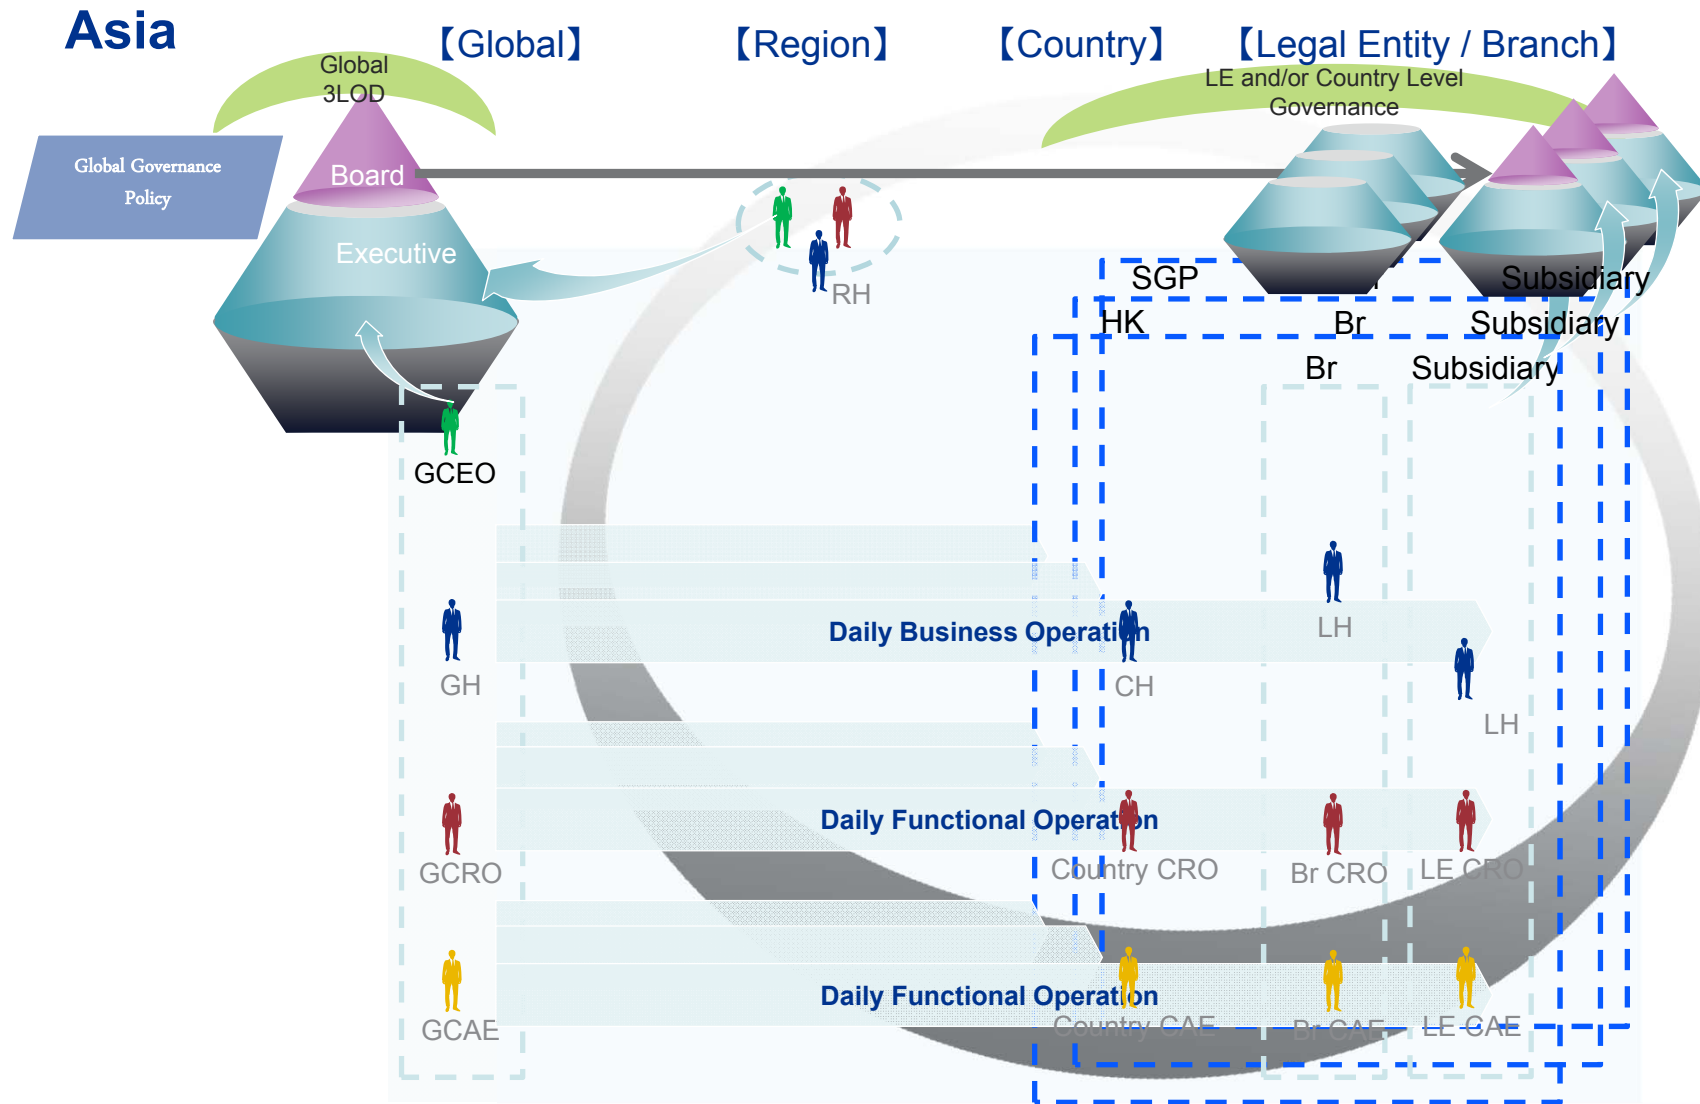 Asia
【Global】
【Region】
【Country】
【Legal Entity / Branch】
Global
3LOD
LE and/or Country Level
Governance
Global Governance
Policy
Board
Executive
RH
SGP
Subsidiary
HK
Br
Subsidiary
Br
Subsidiary
GCEO
Daily Business Operation
GH
CH
LH
LH
Daily Functional Operation
GCRO
Country CRO
Br CRO
LE CRO
Daily Functional Operation
GCAE
Country CAE
Br CAE
LE CAE